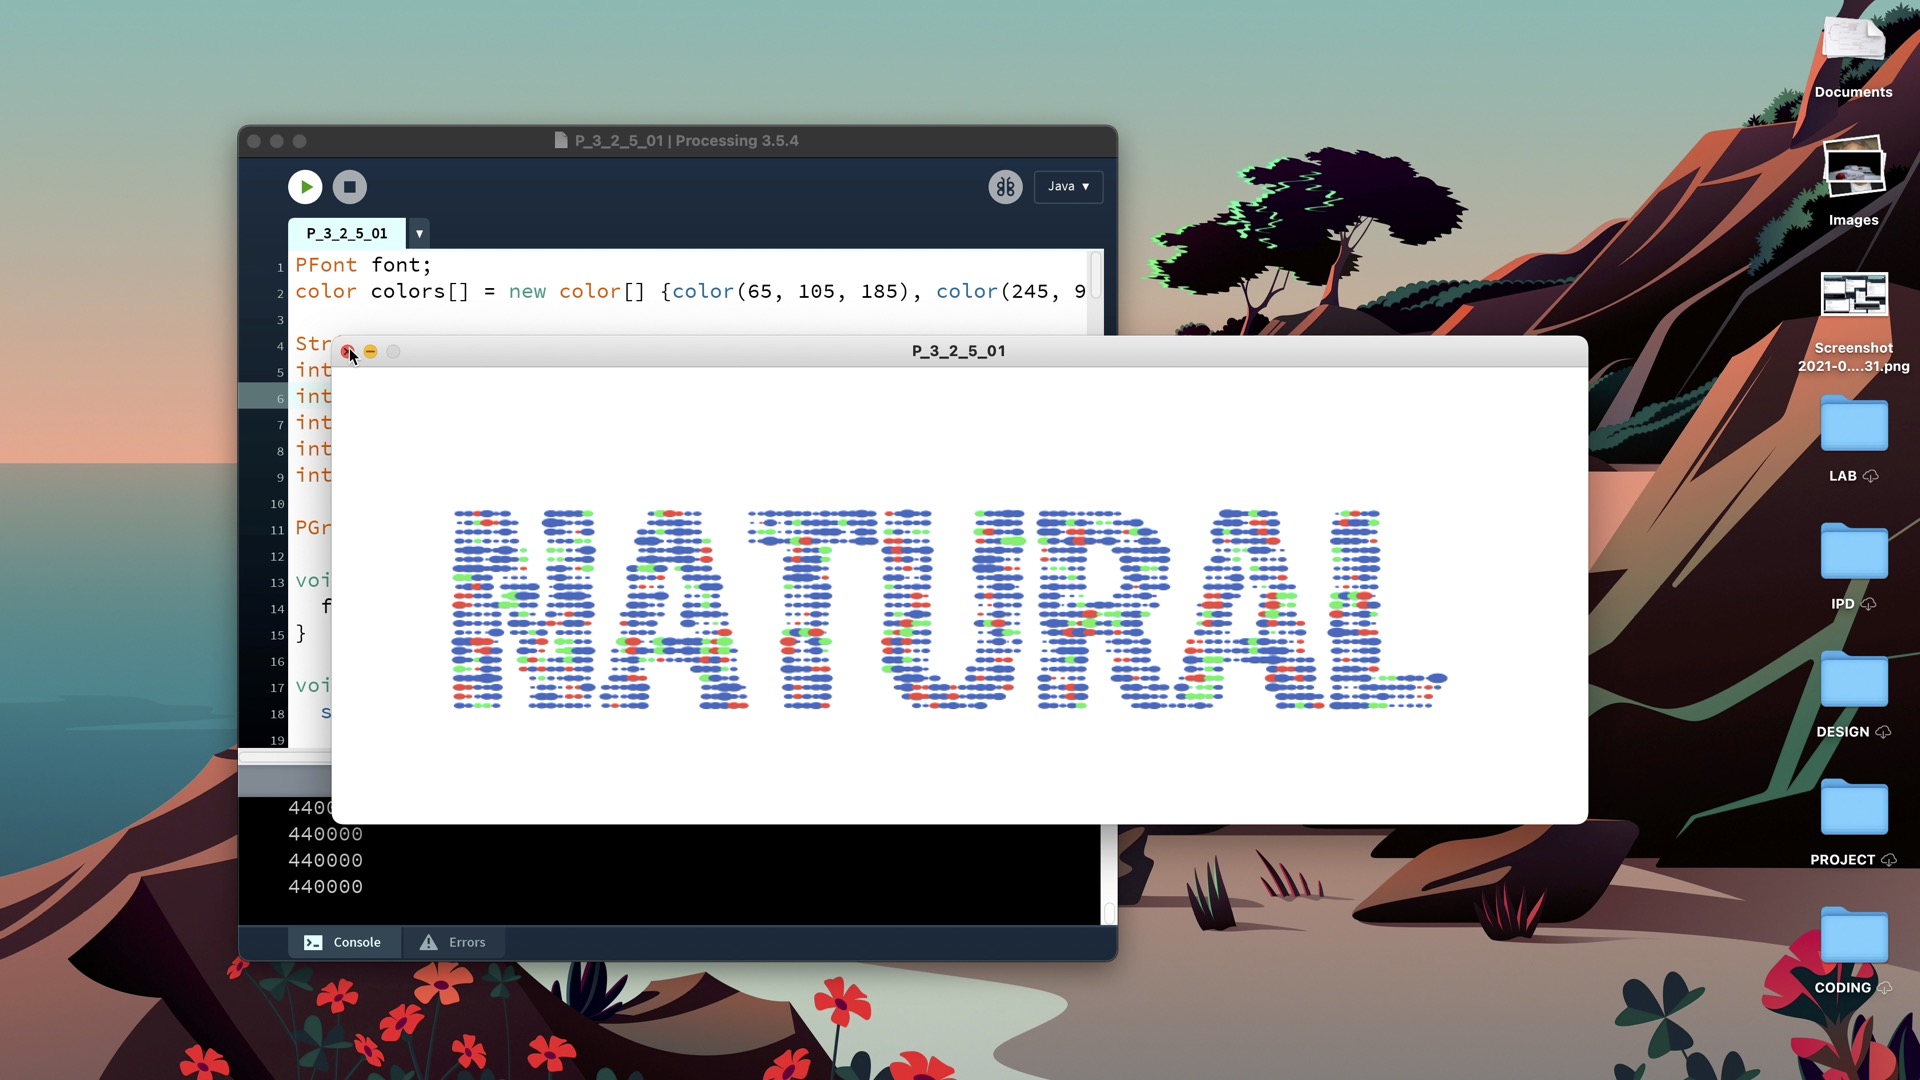 P_3_2_5_01 | Processing 3.5.4
Java ▾
P_3_2_5_01 ▾
1 PFont font;
2 color colors[] = new color[] {color(65, 105, 185), color(245, 9
3
4 Str
5 int
6 int
7 int
8 int
9 int
10
11 PGr
12
13 voi
14 f
15 }
16
17 voi
18 s
19
P_3_2_5_01
NATURAL
440
440000
440000
440000
Console
Errors
Documents
Images
Screenshot
2021-0....31.png
LAB
IPD
DESIGN
PROJECT
CODING